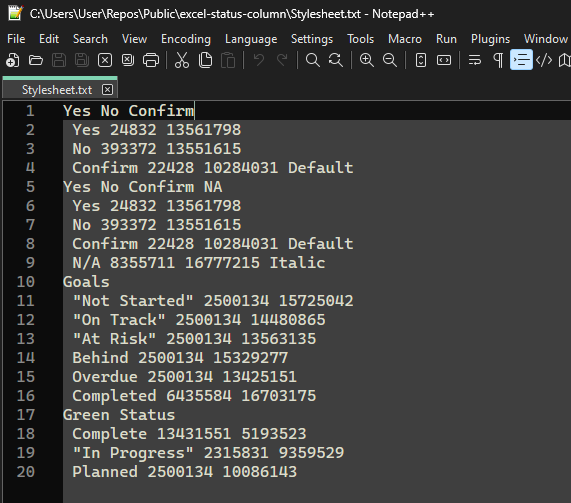 C:\Users\User\Repos\Public\excel-status-column\Stylesheet.txt - Notepad++
File Edit Search View Encoding Language Settings Tools Macro Run Plugins Window
Stylesheet.txt
1 Yes No Confirm
2 Yes 24832 13561798
3 No 393372 13551615
4 Confirm 22428 10284031 Default
5 Yes No Confirm NA
6 Yes 24832 13561798
7 No 393372 13551615
8 Confirm 22428 10284031 Default
9 N/A 8355711 16777215 Italic
10 Goals
11 "Not Started" 2500134 15725042
12 "On Track" 2500134 14480865
13 "At Risk" 2500134 13563135
14 Behind 2500134 15329277
15 Overdue 2500134 13425151
16 Completed 6435584 16703175
17 Green Status
18 Complete 13431551 5193523
19 "In Progress" 2315831 9359529
20 Planned 2500134 10086143